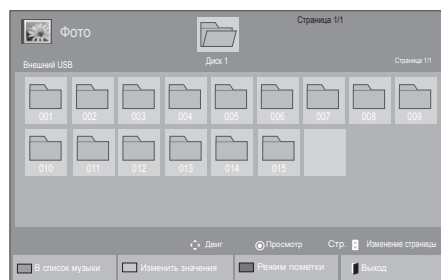 Страница 1/1
Фото
Диск 1
Внешний USB
Страница 1/1
001 002 003 004 005 006 007 008 009
010 011 012 013 014 015
Двиг Просмотр Стр. Изменение страницы
В список музыки Изменить значения Режим пометки Выход